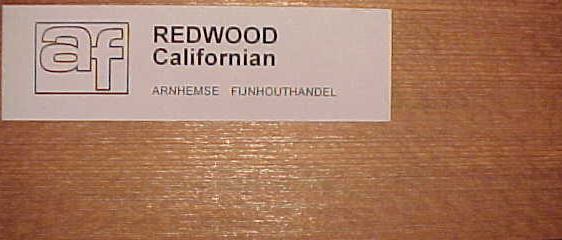 af
REDWOOD
Californian
ARNHEMSE FIJNHOUTHANDEL